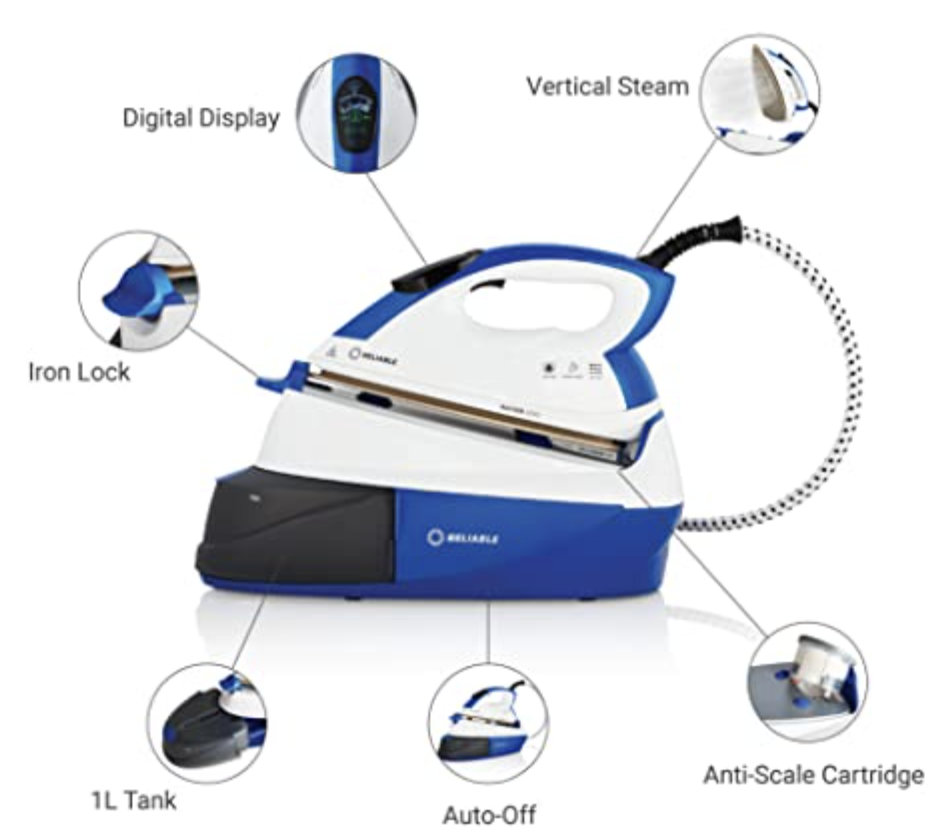 Vertical Steam
Digital Display
RELIABLE
Iron Lock
RELIABLE
Anti-Scale Cartridge
1L Tank
Auto-Off